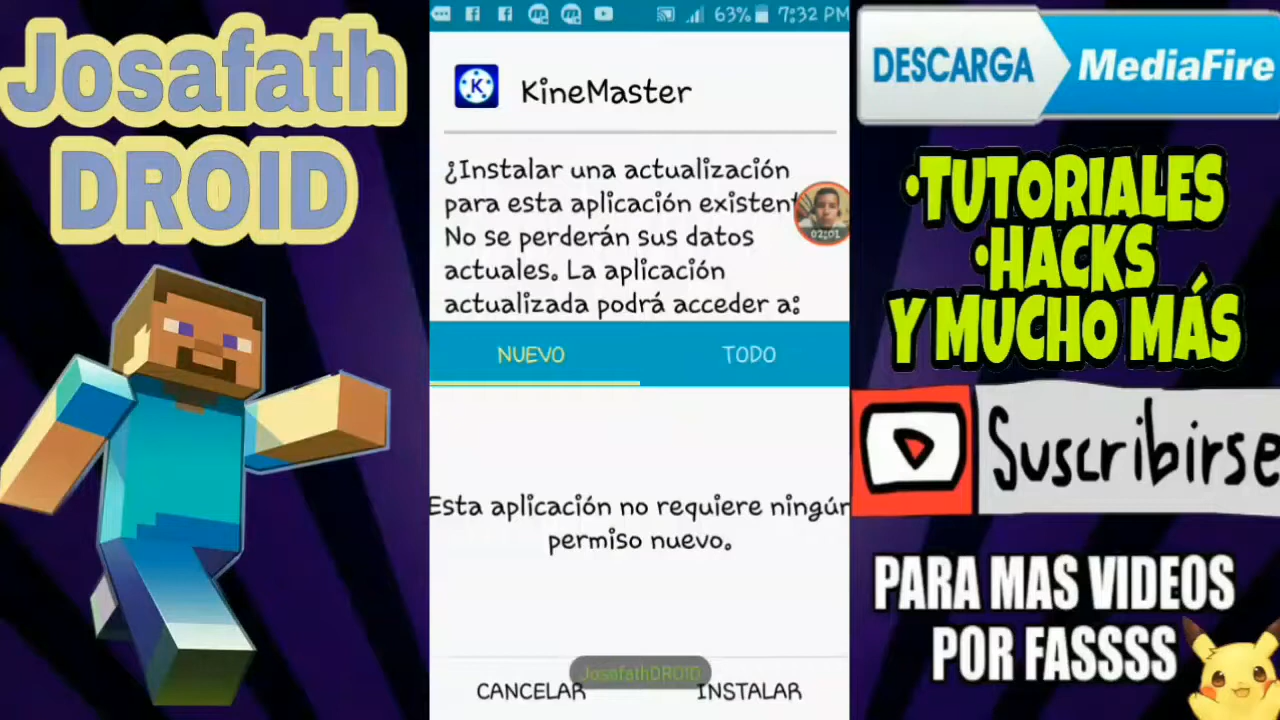 Josafath
DROID
63% 7:32 PM
K
KineMaster
¿Instalar una actualización
para esta aplicación existent
No se perderán sus datos
actuales. La aplicación
actualizada podrá acceder a:
02:01
NUEVO
TODO
Esta aplicación no requiere ningún
permiso nuevo.
JosafathDROID
CANCELAR
INSTALAR
DESCARGA MediaFire
•TUTORIALES
•HACKS
Y MUCHO MÁS
Suscribirse
PARA MAS VIDEOS
POR FASSSS